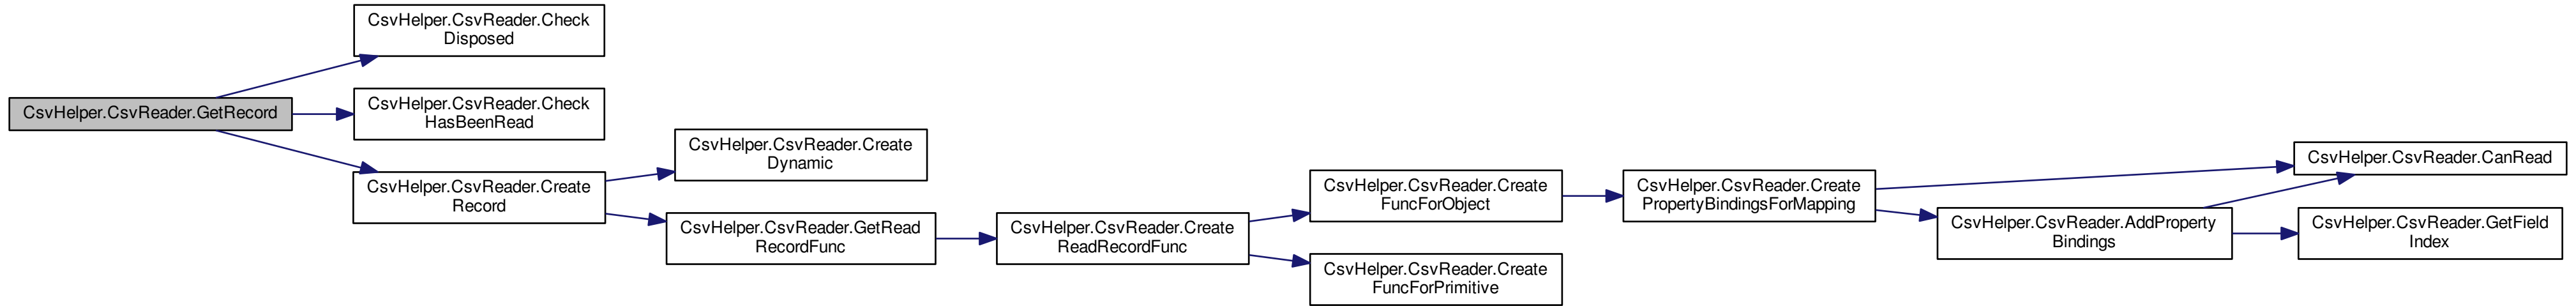 CsvHelper.CsvReader.GetRecord
CsvHelper.CsvReader.Check
Disposed
CsvHelper.CsvReader.Check
HasBeenRead
CsvHelper.CsvReader.Create
Record
CsvHelper.CsvReader.Create
Dynamic
CsvHelper.CsvReader.GetRead
RecordFunc
CsvHelper.CsvReader.Create
ReadRecordFunc
CsvHelper.CsvReader.Create
FuncForObject
CsvHelper.CsvReader.Create
FuncForPrimitive
CsvHelper.CsvReader.Create
PropertyBindingsForMapping
CsvHelper.CsvReader.AddProperty
Bindings
CsvHelper.CsvReader.CanRead
CsvHelper.CsvReader.GetField
Index